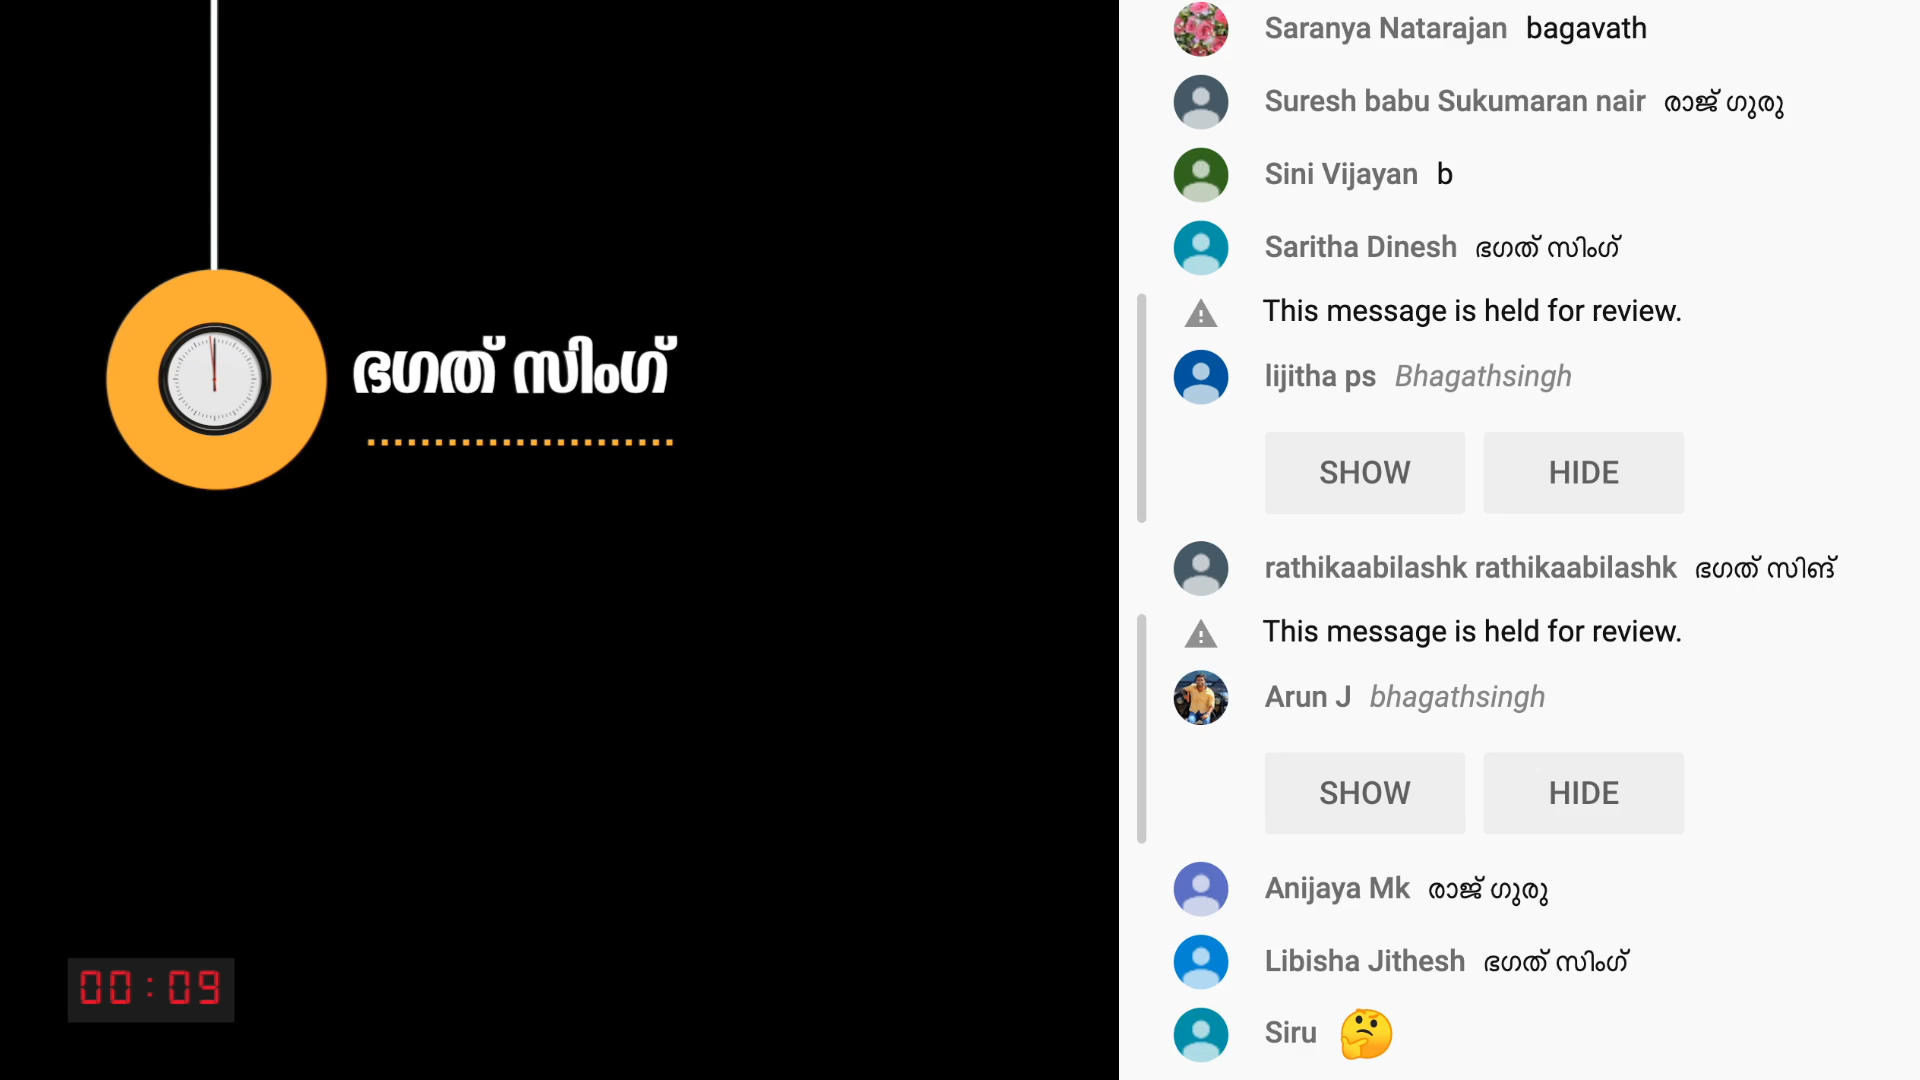 ഭഗത് സിംഗ്
00:09
Saranya Natarajan bagavath
Suresh babu Sukumaran nair രാജ് ഗുരു
Sini Vijayan b
Saritha Dinesh ഭഗത് സിംഗ്
This message is held for review.
lijitha ps Bhagathsingh
SHOW HIDE
rathikaabilashk rathikaabilashk ഭഗത് സിങ്
This message is held for review.
Arun J bhagathsingh
SHOW HIDE
Anijaya Mk രാജ് ഗുരു
Libisha Jithesh ഭഗത് സിംഗ്
Siru 🤔